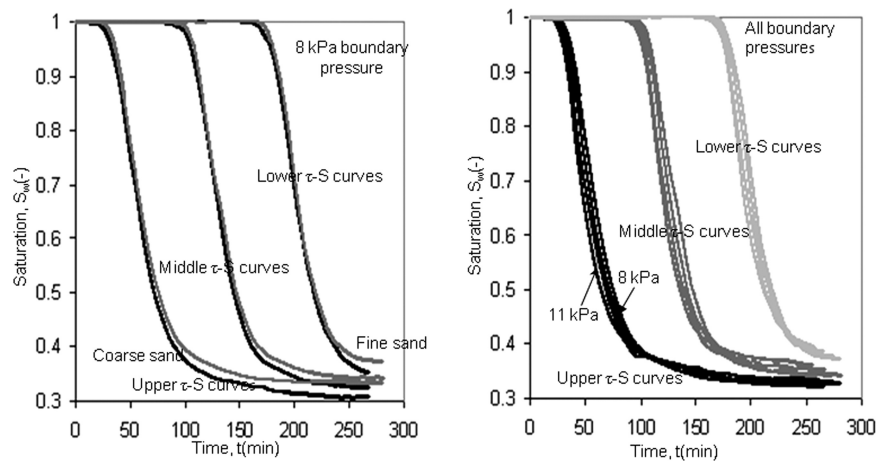 1
0.9
0.8
0.7
0.6
0.5
0.4
0.3
Saturation, Sw(-)
8 kPa boundary
pressure
Lower τ-S curves
Middle τ-S curves
Coarse sand
Fine sand
Upper τ-S curves
0 50 100 150 200 250 300
Time, t(min)
1
0.9
0.8
0.7
0.6
0.5
0.4
0.3
Saturation, Sw(-)
All boundary
pressures
Lower τ-S curves
Middle τ-S curves
8 kPa
11 kPa
Upper τ-S curves
0 50 100 150 200 250 300
Time, t(min)